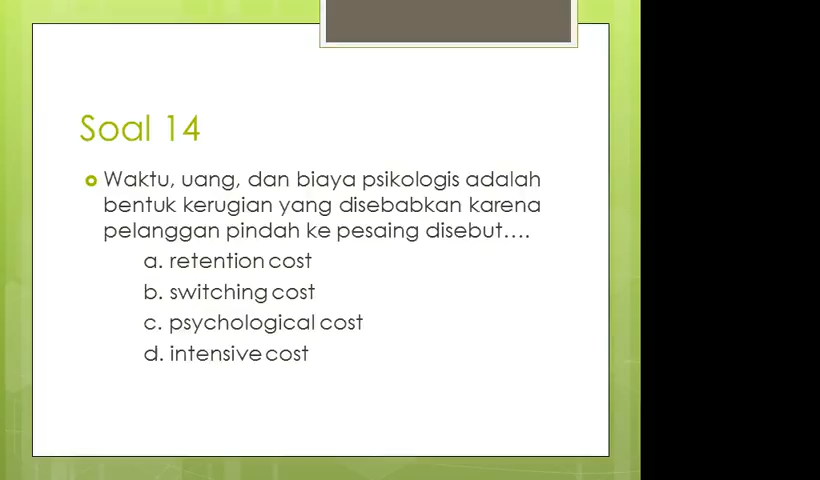 Soal 14
Waktu, uang, dan biaya psikologis adalah
bentuk kerugian yang disebabkan karena
pelanggan pindah ke pesaing disebut....
a. retention cost
b. switching cost
c. psychological cost
d. intensive cost